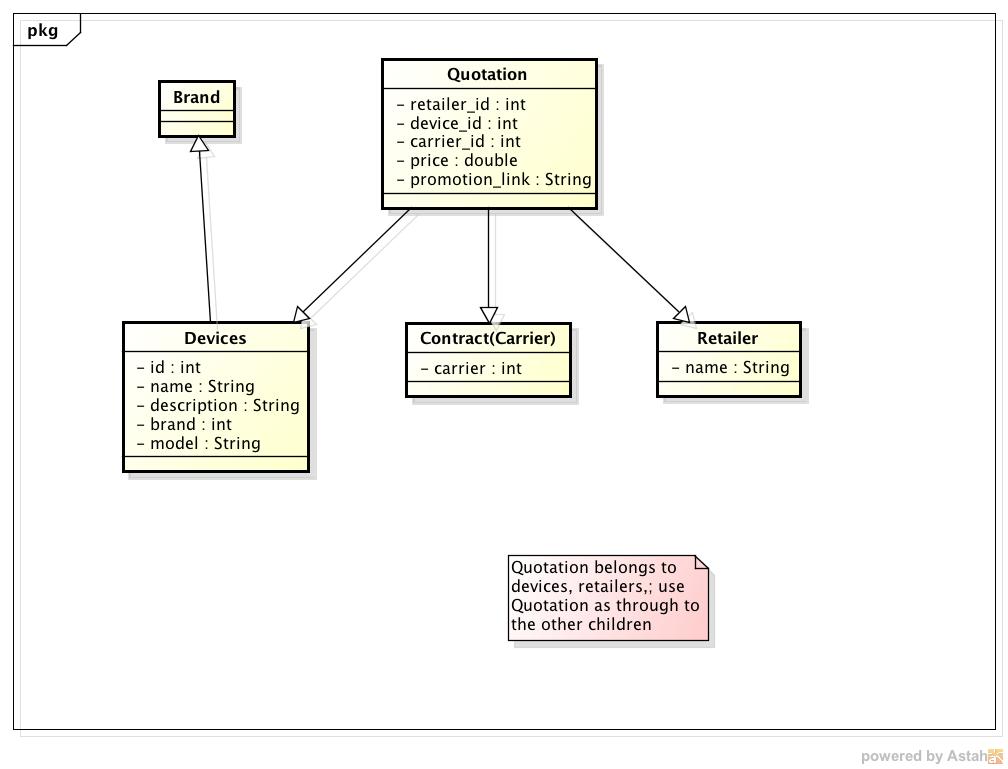 pkg
Brand
Quotation
- retailer_id : int
- device_id : int
- carrier_id : int
- price : double
- promotion_link : String
Devices
- id : int
- name : String
- description : String
- brand : int
- model : String
Contract(Carrier)
- carrier : int
Retailer
- name : String
Quotation belongs to
devices, retailers,; use
Quotation as through to
the other children
powered by Astah